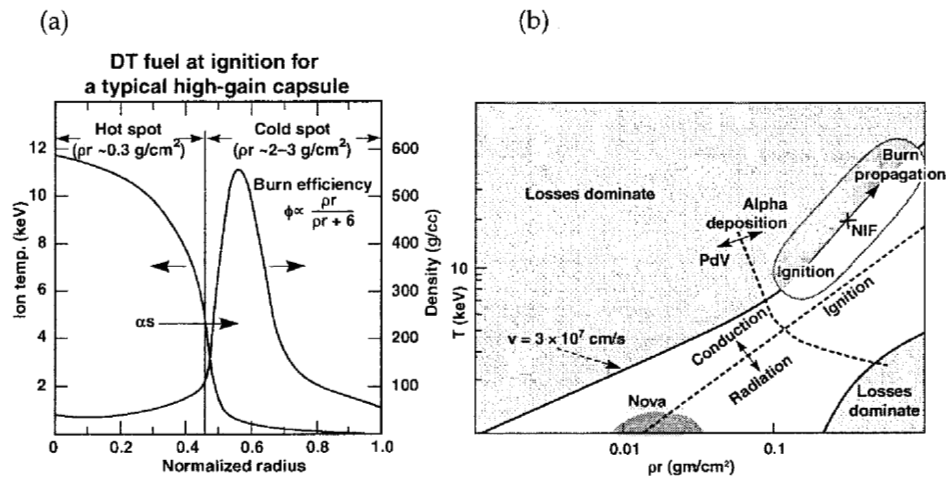 (a)
DT fuel at ignition for
a typical high-gain capsule
Hot spot
(ρr ~0.3 g/cm²)
Cold spot
(ρr ~2–3 g/cm²)
Burn efficiency
ϕ∝ ρr
ρr + 6
αs
12
10
8
6
4
2
Ion temp. (keV)
600
500
400
300
200
100
Density (g/cc)
0 0.2 0.4 0.6 0.8 1.0
Normalized radius
(b)
Losses dominate
Burn
propagation
Alpha
deposition
NIF
PdV
Ignition
Ignition
10
T (keV)
v = 3 × 10⁷ cm/s
Conduction
Radiation
Nova
Losses
dominate
0.01 0.1
ρr (gm/cm²)